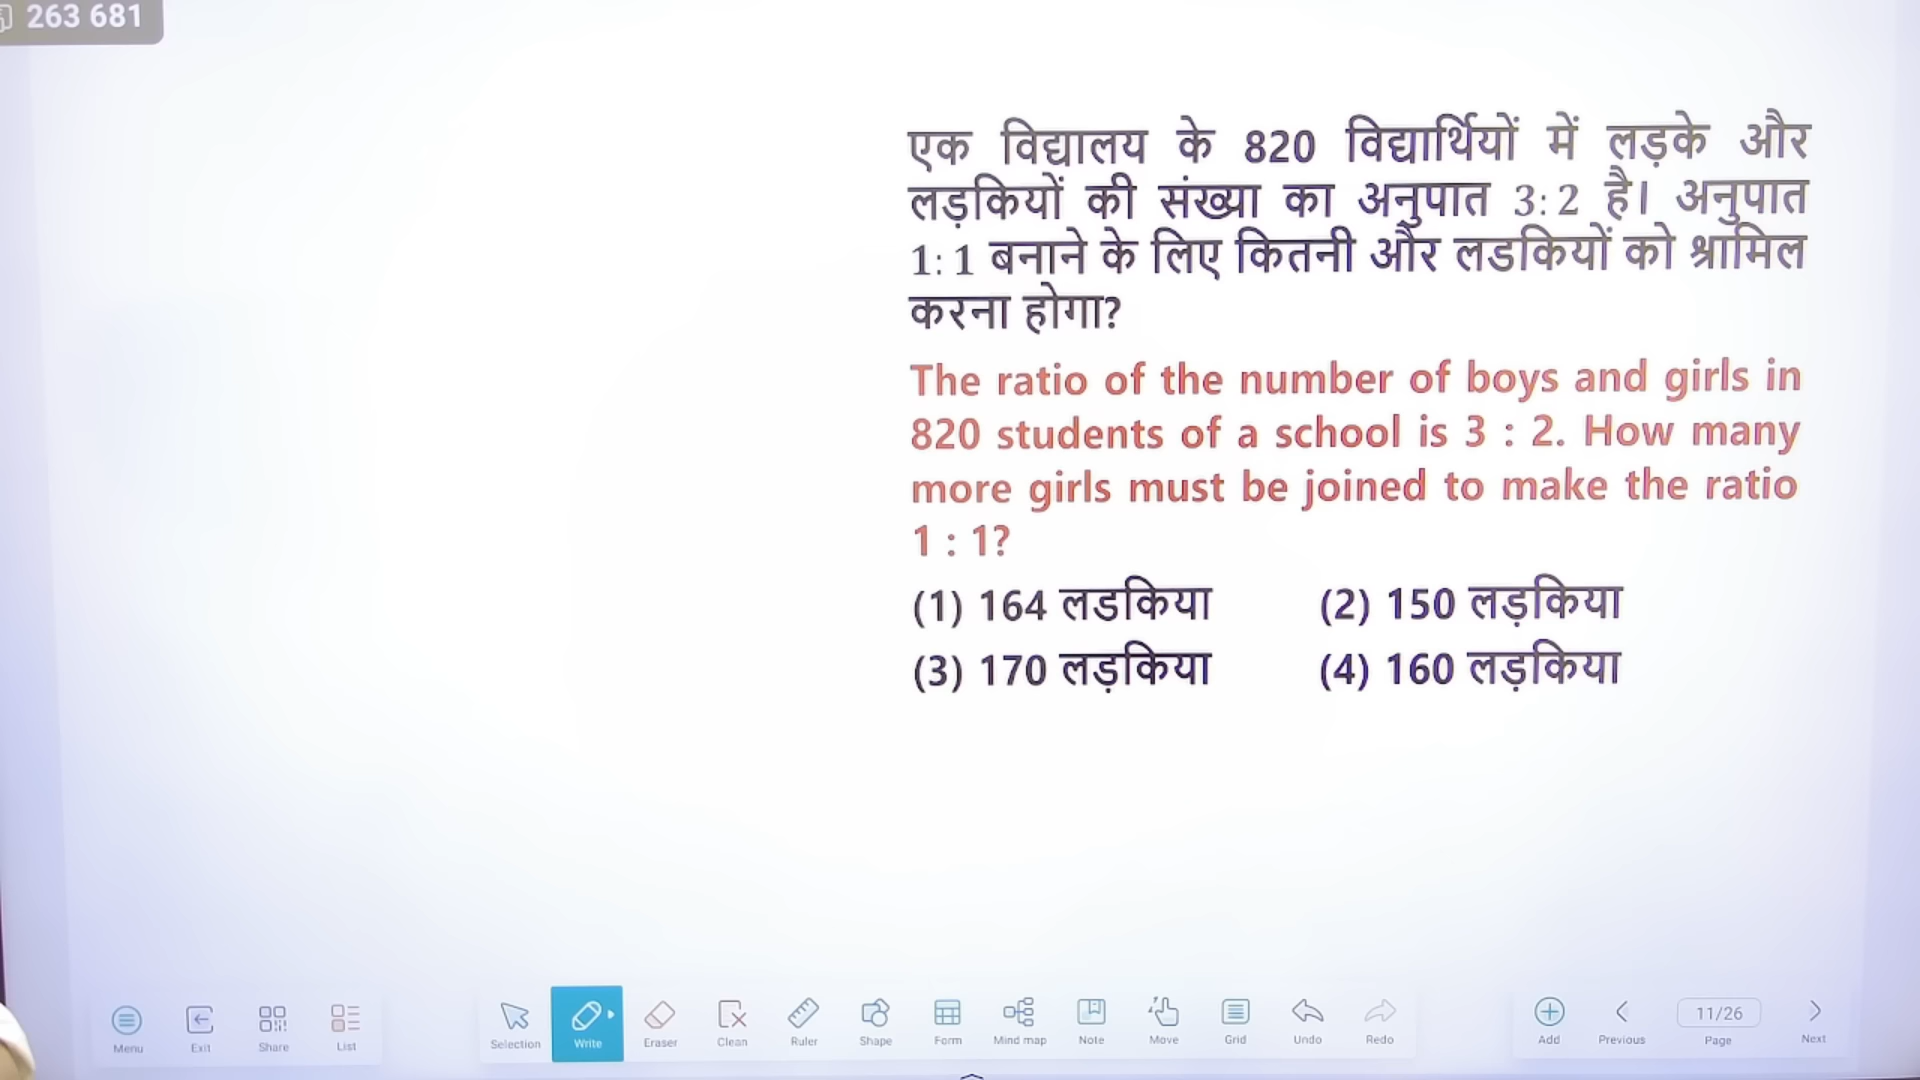 263 681
एक विद्यालय के 820 विद्यार्थियों में लड़के और
लड़कियों की संख्या का अनुपात 3:2 है। अनुपात
1:1 बनाने के लिए कितनी और लडकियों को श्रामिल
करना होगा?
The ratio of the number of boys and girls in
820 students of a school is 3 : 2. How many
more girls must be joined to make the ratio
1 : 1?
(1) 164 लडकिया (2) 150 लड़किया
(3) 170 लड़किया (4) 160 लड़किया
Menu Exit Share List Selection Write Eraser Clean Ruler Shape Form Mind map Note Move Grid Undo Redo Add Previous 11/26 Page Next